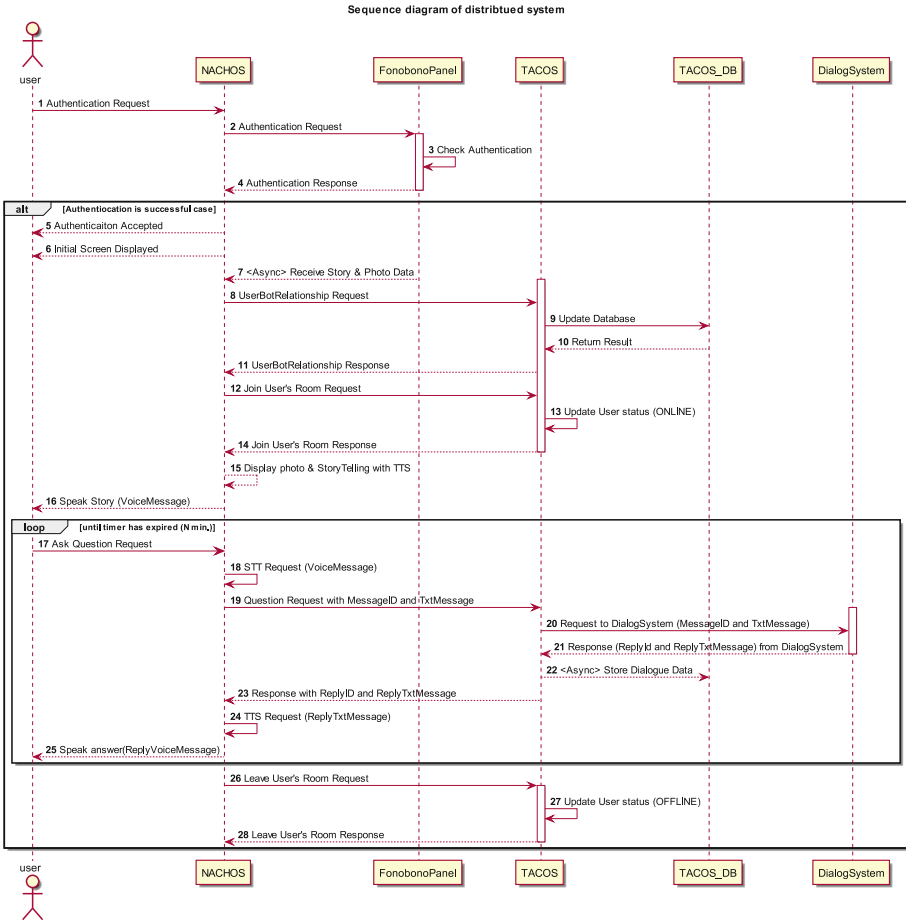 Sequence diagram of distribtued system
user
NACHOS
FonobonoPanel
TACOS
TACOS_DB
DialogSystem
1 Authentication Request
2 Authentication Request
3 Check Authentication
4 Authentication Response
alt [Authentiocation is successful case]
5 Authenticaiton Accepted
6 Initial Screen Displayed
7 <Async> Receive Story & Photo Data
8 UserBotRelationship Request
9 Update Database
10 Return Result
11 UserBotRelationship Response
12 Join User's Room Request
13 Update User status (ONLINE)
14 Join User's Room Response
15 Display photo & StoryTelling with TTS
16 Speak Story (VoiceMessage)
loop [until timer has expired (N min.)]
17 Ask Question Request
18 STT Request (VoiceMessage)
19 Question Request with MessageID and TxtMessage
20 Request to DialogSystem (MessageID and TxtMessage)
21 Response (ReplyId and ReplyTxtMessage) from DialogSystem
22 <Async> Store Dialogue Data
23 Response with ReplyID and ReplyTxtMessage
24 TTS Request (ReplyTxtMessage)
25 Speak answer(ReplyVoiceMessage)
26 Leave User's Room Request
27 Update User status (OFFLINE)
28 Leave User's Room Response
user
NACHOS
FonobonoPanel
TACOS
TACOS_DB
DialogSystem